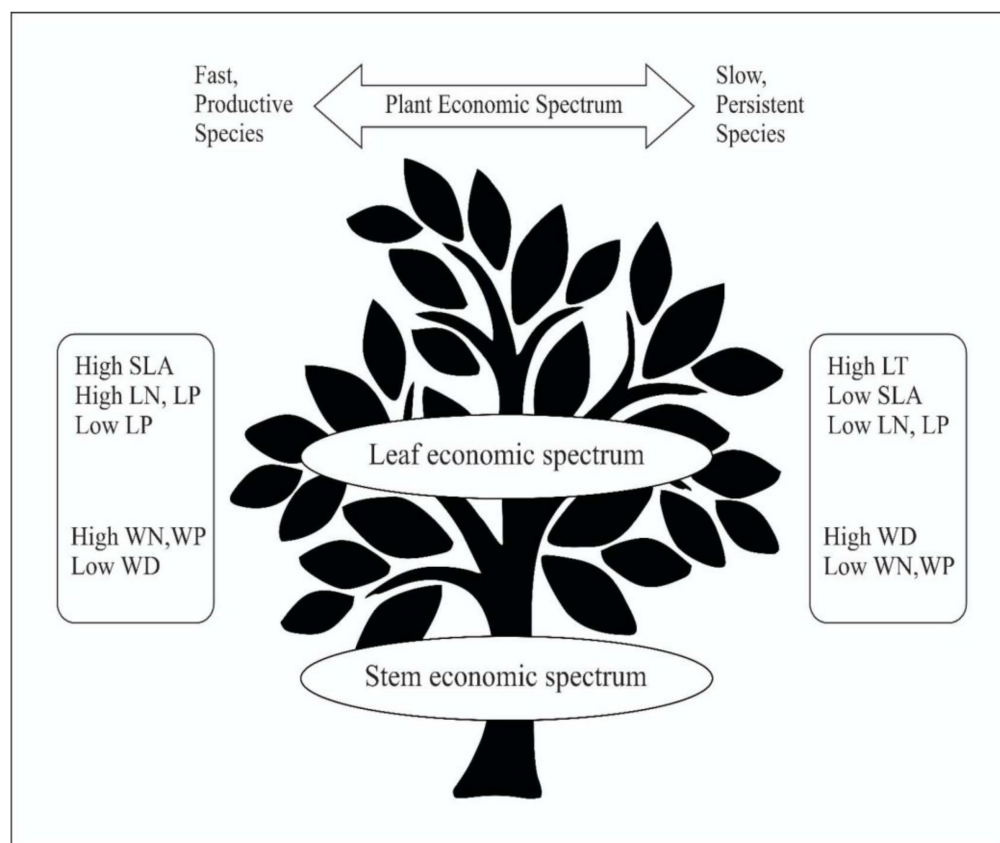 Fast,
Productive
Species
Plant Economic Spectrum
Slow,
Persistent
Species
High SLA
High LN, LP
Low LP
High WN,WP
Low WD
Leaf economic spectrum
Stem economic spectrum
High LT
Low SLA
Low LN, LP
High WD
Low WN,WP